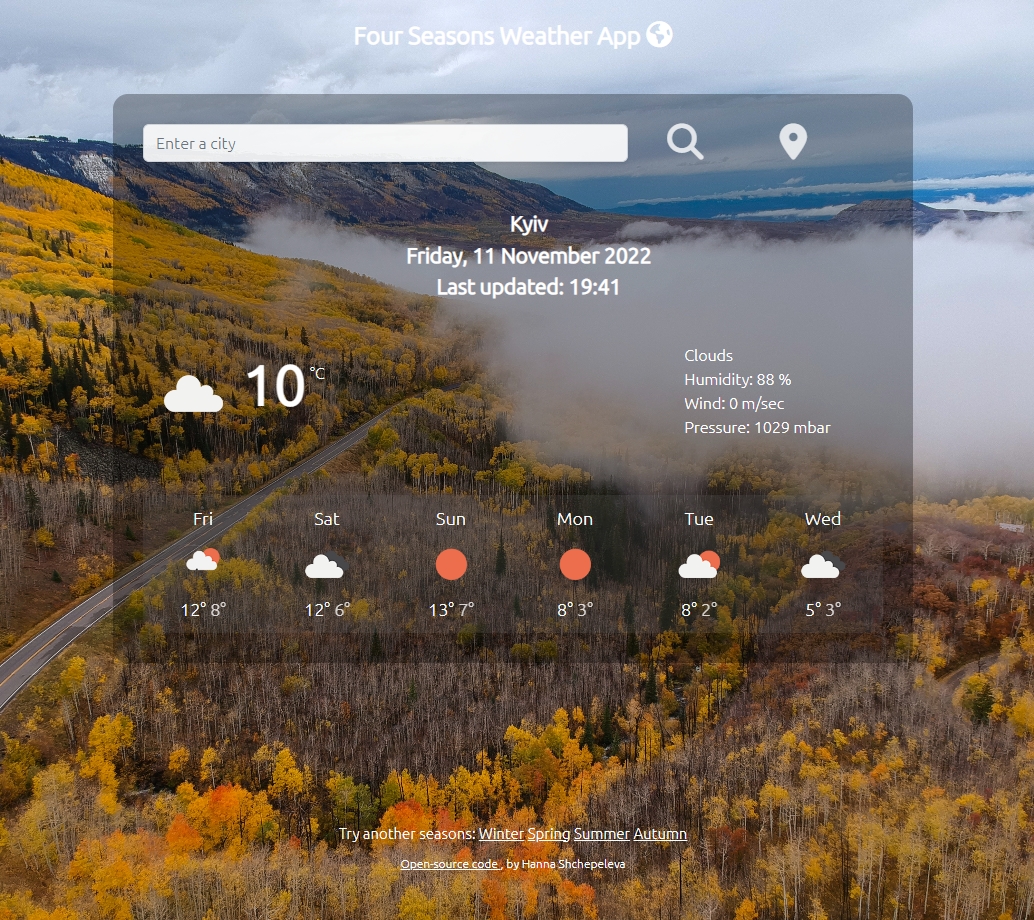 Four Seasons Weather App
Enter a city
Kyiv
Friday, 11 November 2022
Last updated: 19:41
10 °C
Clouds
Humidity: 88 %
Wind: 0 m/sec
Pressure: 1029 mbar
Fri Sat Sun Mon Tue Wed
12° 8° 12° 6° 13° 7° 8° 3° 8° 2° 5° 3°
Try another seasons: Winter Spring Summer Autumn
Open-source code , by Hanna Shchepeleva